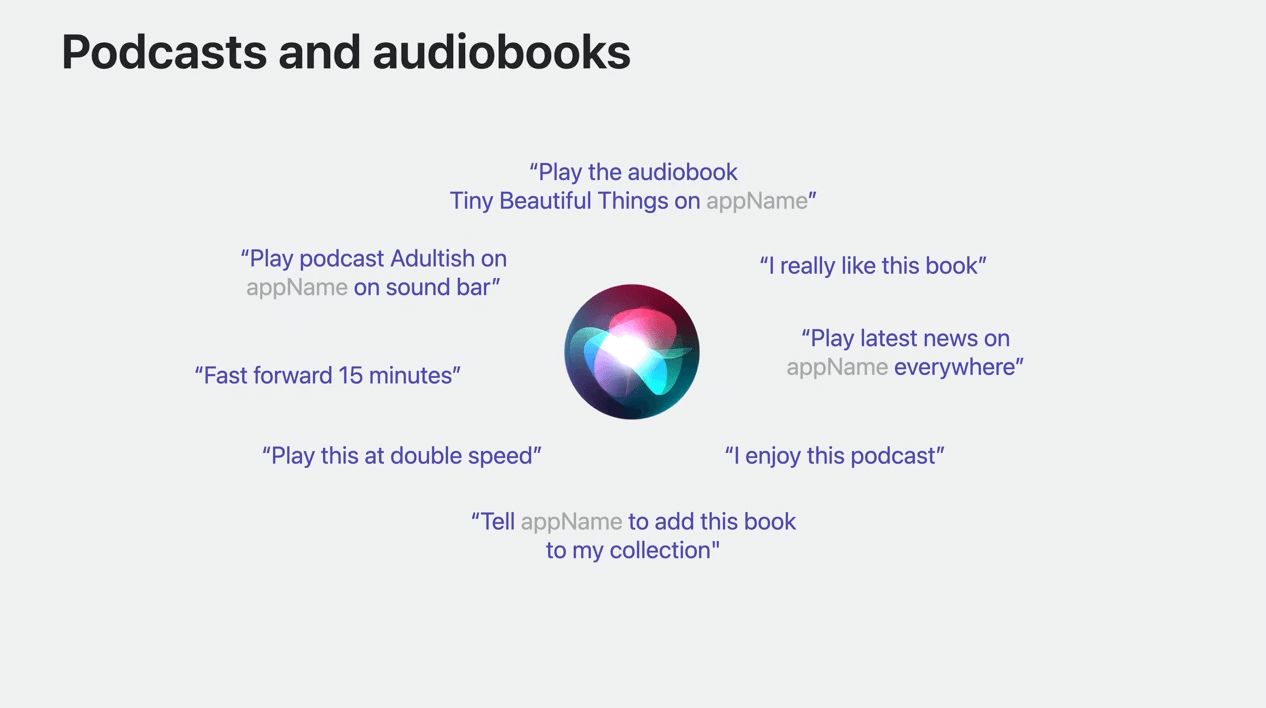 Podcasts and audiobooks
“Play the audiobook
Tiny Beautiful Things on appName”
“Play podcast Adultish on
appName on sound bar”
“I really like this book”
“Play latest news on
appName everywhere”
“Fast forward 15 minutes”
“Play this at double speed”
“I enjoy this podcast”
“Tell appName to add this book
to my collection"